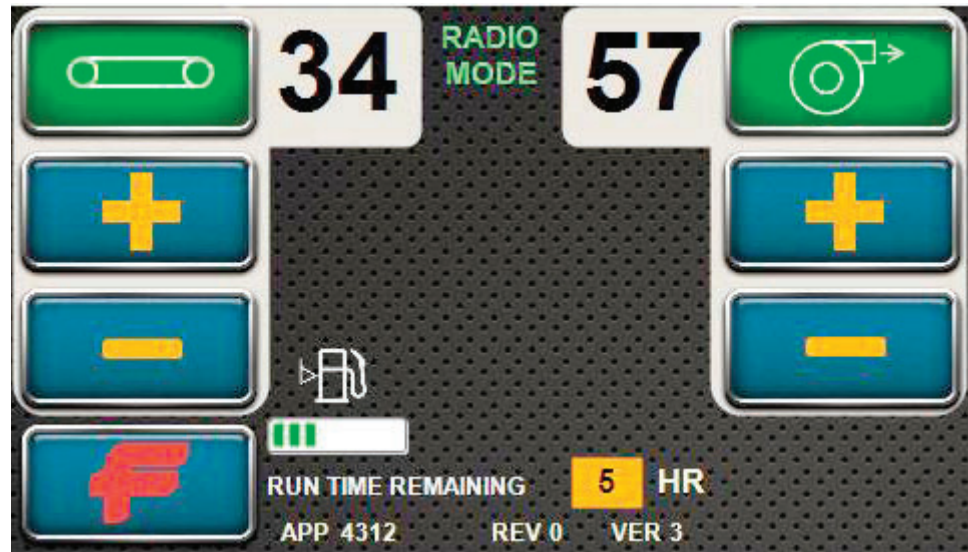 34 RADIO 57
MODE
RUN TIME REMAINING 5 HR
APP 4312 REV 0 VER 3